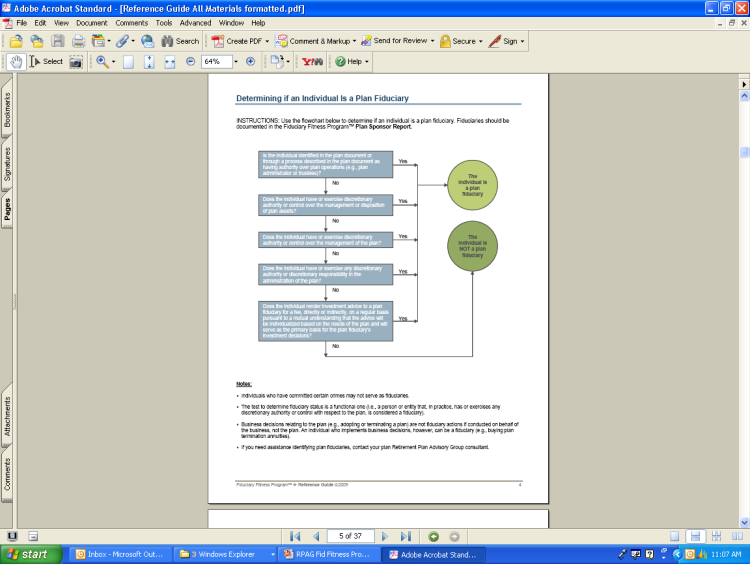 Adobe Acrobat Standard - [Reference Guide All Materials formatted.pdf]
File Edit View Document Comments Tools Advanced Window Help
Search Create PDF Comment & Markup Send for Review Secure Sign
Select 64% Y! Help
Bookmarks
Signatures
Pages
Attachments
Comments
Determining if an Individual Is a Plan Fiduciary
INSTRUCTIONS: Use the flowchart below to determine if an individual is a plan fiduciary. Fiduciaries should be
documented in the Fiduciary Fitness Program™ Plan Sponsor Report.
Is the individual identified in the plan document or
through a process described in the plan document as
having authority over plan operations (e.g., plan
administrator or trustee)?
Yes
No
The
individual is
a plan
fiduciary
Does the individual have or exercise discretionary
authority or control over the management or disposition
of plan assets?
Yes
No
Does the individual have or exercise discretionary
authority or control over the management of the plan?
Yes
No
The
individual is
NOT a plan
fiduciary
Does the individual have or exercise any discretionary
authority or discretionary responsibility in the
administration of the plan?
Yes
No
Does the individual render investment advice to a plan
fiduciary for a fee, directly or indirectly, on a regular basis
pursuant to a mutual understanding that the advice will
be individualized based on the needs of the plan and will
serve as the primary basis for the plan fiduciary's
investment decisions?
Yes
No
Notes:
• Individuals who have committed certain crimes may not serve as fiduciaries.
• The test to determine fiduciary status is a functional one (i.e., a person or entity that, in practice, has or exercises any
discretionary authority or control with respect to the plan, is considered a fiduciary).
• Business decisions relating to the plan (e.g., adopting or terminating a plan) are not fiduciary actions if conducted on behalf of
the business, not the plan. An individual who implements business decisions, however, can be a fiduciary (e.g., buying plan
termination annuities).
• If you need assistance identifying plan fiduciaries, contact your plan Retirement Plan Advisory Group consultant.
Fiduciary Fitness Program™ Reference Guide ©2009 4
5 of 37
start Inbox - Microsoft Out... 3 Windows Explorer RPAG Fid Fitness Pro... Adobe Acrobat Stand... 11:07 AM